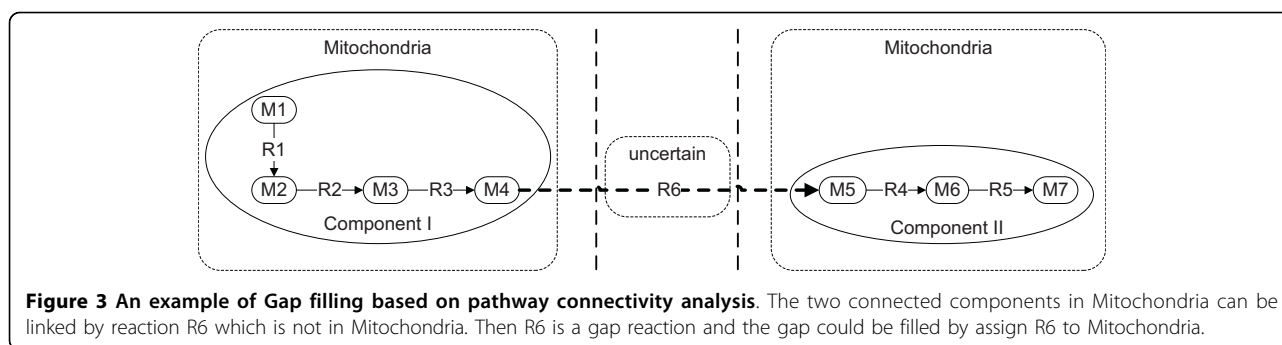 Mitochondria
Mitochondria
M1
R1
uncertain
M2 R2 M3 R3 M4 R6 M5 R4 M6 R5 M7
Component I
Component II
Figure 3 An example of Gap filling based on pathway connectivity analysis. The two connected components in Mitochondria can be
linked by reaction R6 which is not in Mitochondria. Then R6 is a gap reaction and the gap could be filled by assign R6 to Mitochondria.